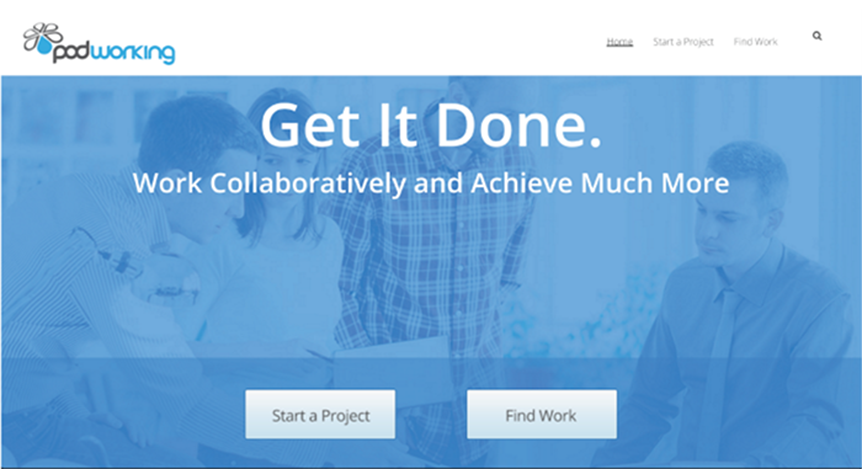 podworking
Home Start a Project Find Work
Get It Done.
Work Collaboratively and Achieve Much More
Start a Project Find Work